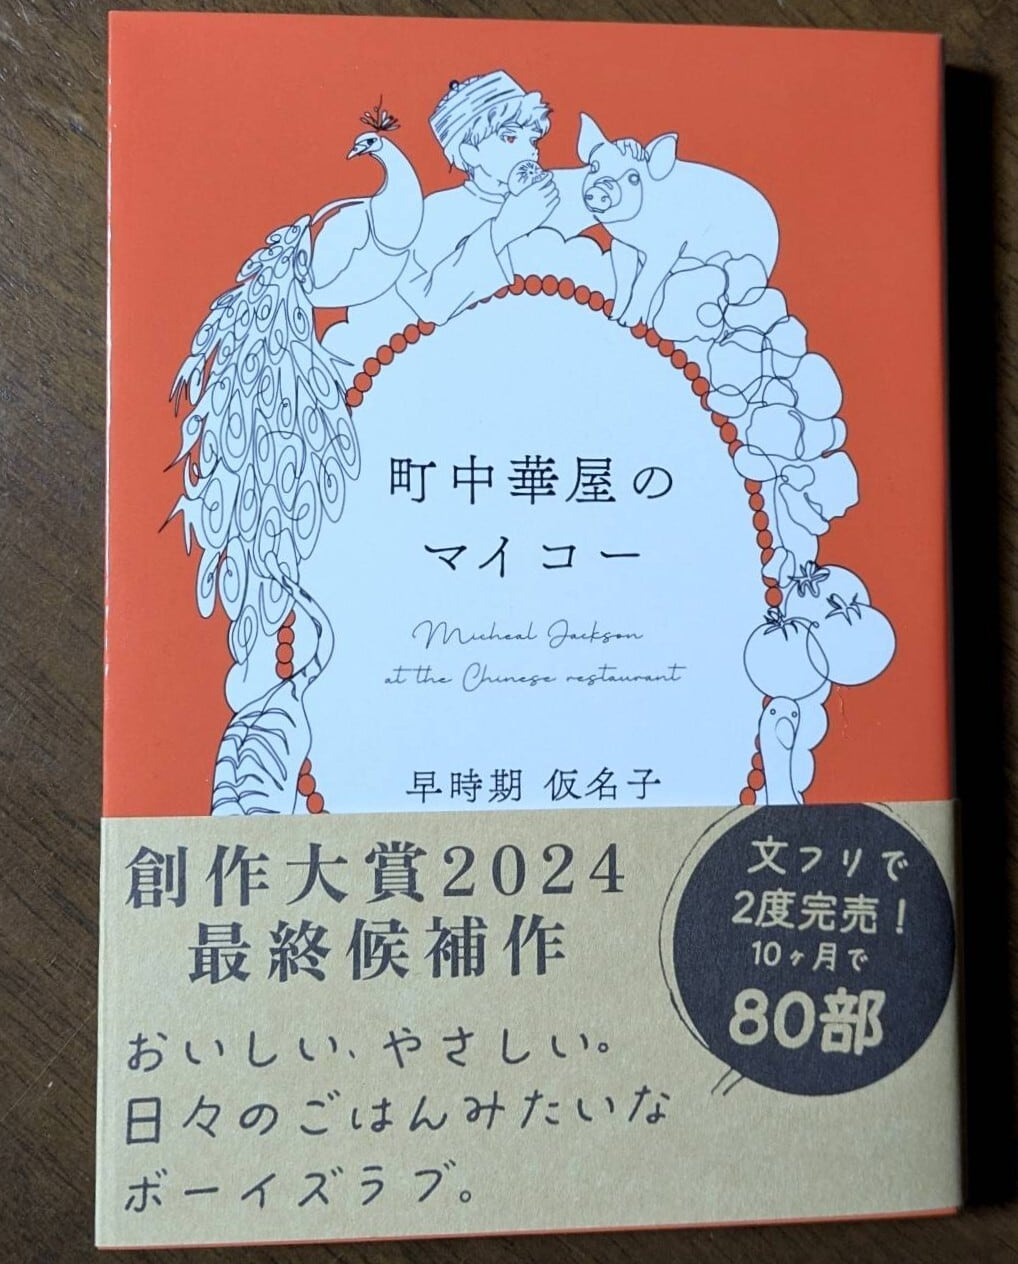 町中華屋の
マイコー
Micheal Jackson
at the Chinese restaurant
早時期 仮名子
創作大賞2024
最終候補作
おいしい、やさしい。
日々のごはんみたいな
ボーイズラブ。
文フリで
2度完売!
10ヶ月で
80部